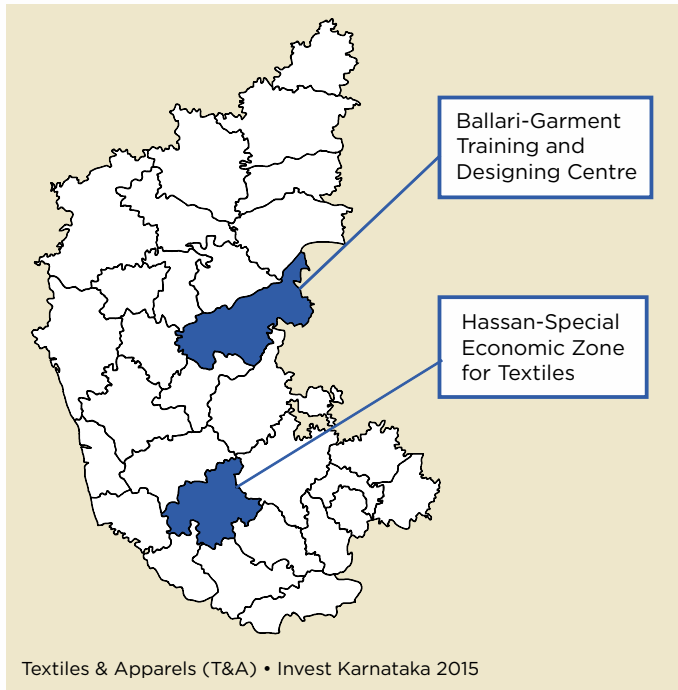 Ballari-Garment
Training and
Designing Centre
Hassan-Special
Economic Zone
for Textiles
Textiles & Apparels (T&A) • Invest Karnataka 2015